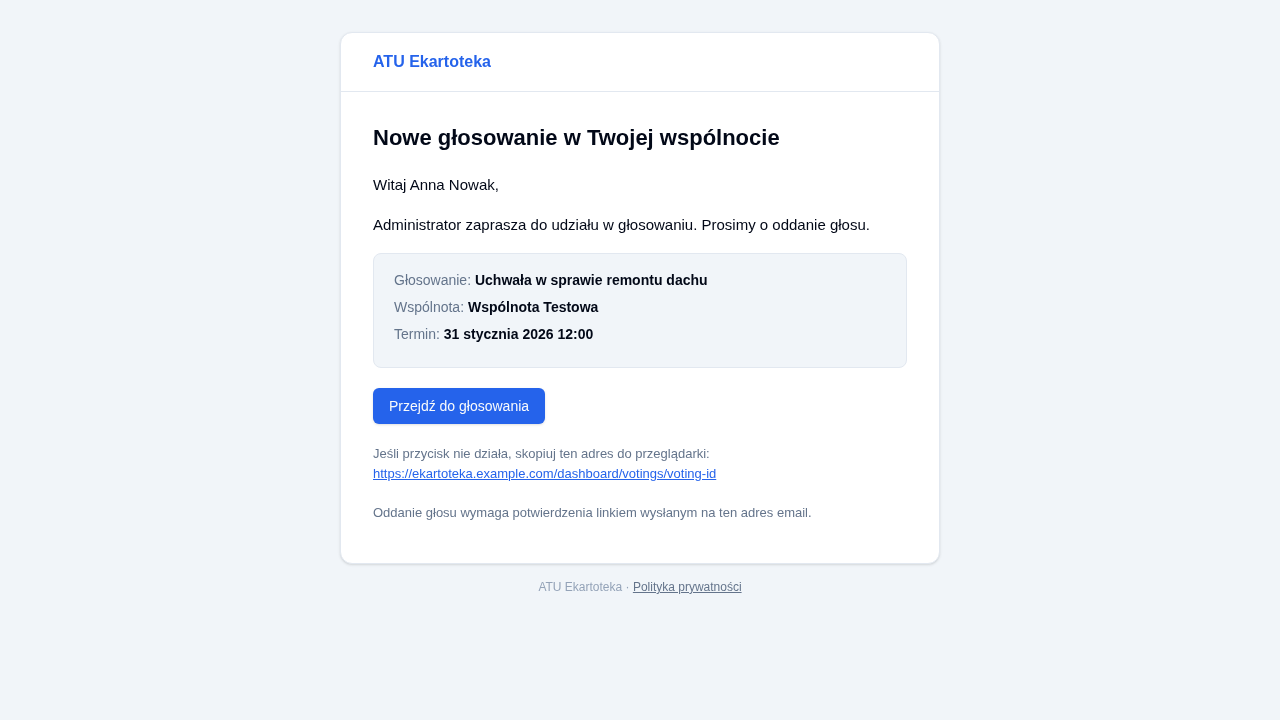 ATU Ekartoteka
Nowe głosowanie w Twojej wspólnocie
Witaj Anna Nowak,
Administrator zaprasza do udziału w głosowaniu. Prosimy o oddanie głosu.
Głosowanie: Uchwała w sprawie remontu dachu
Wspólnota: Wspólnota Testowa
Termin: 31 stycznia 2026 12:00
Przejdź do głosowania
Jeśli przycisk nie działa, skopiuj ten adres do przeglądarki:
https://ekartoteka.example.com/dashboard/votings/voting-id
Oddanie głosu wymaga potwierdzenia linkiem wysłanym na ten adres email.
ATU Ekartoteka · Polityka prywatności